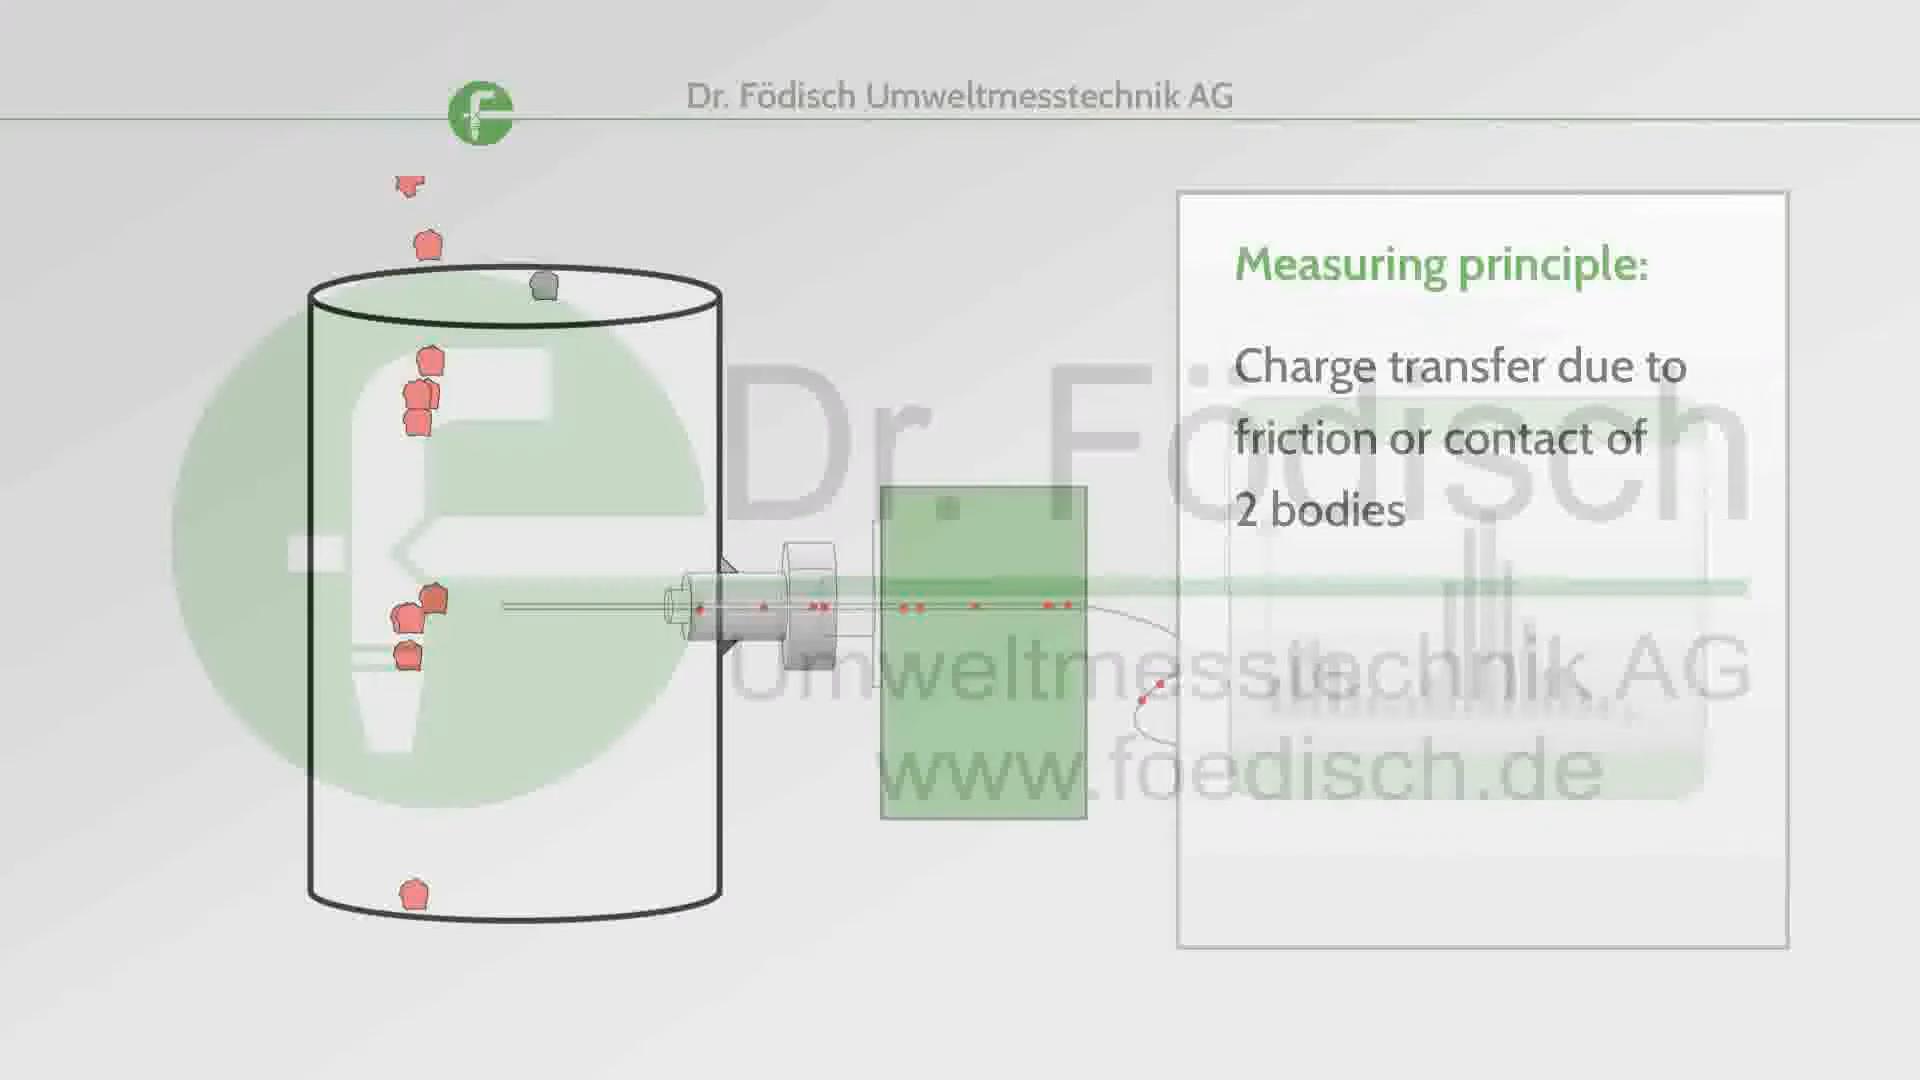 Dr. Födisch Umweltmesstechnik AG
Measuring principle:
Charge transfer due to
friction or contact of
2 bodies
Dr. Födisch
Umweltmesstechnik AG
www.foedisch.de